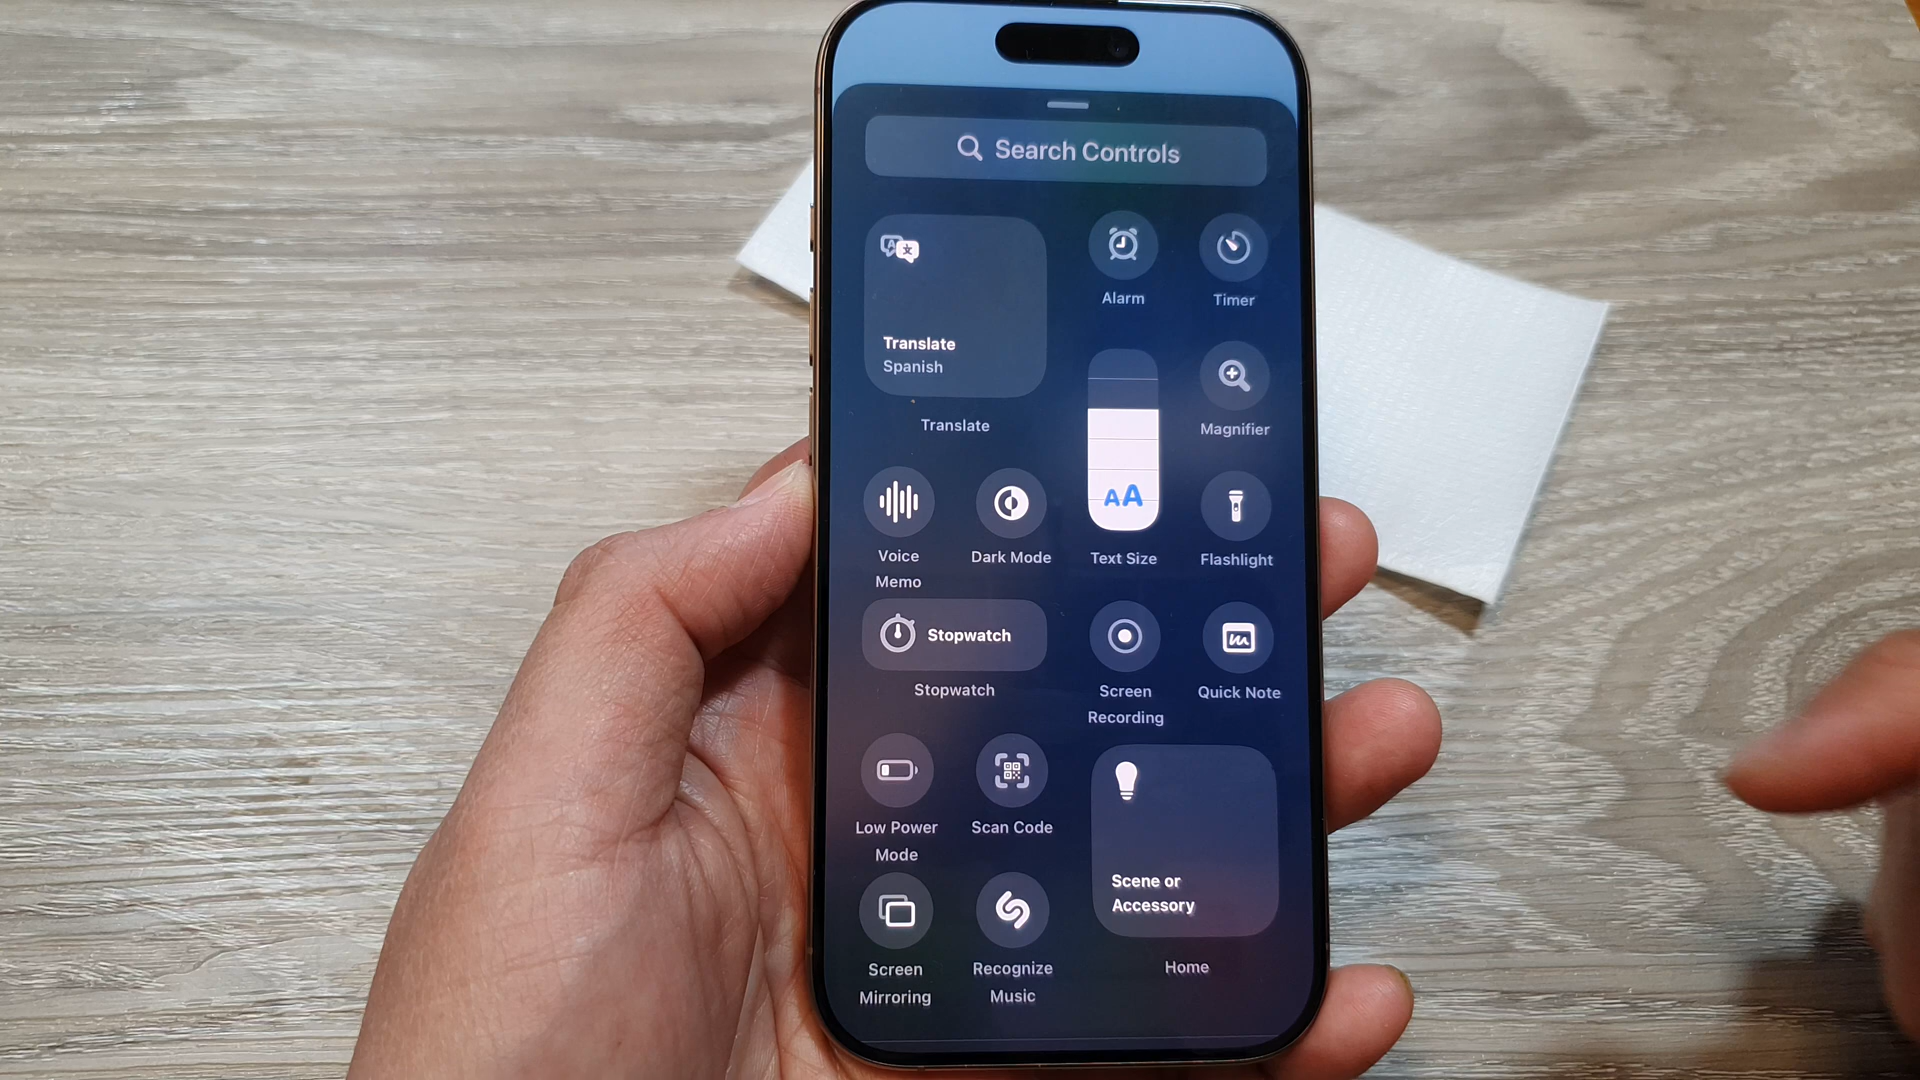 Search Controls
Translate
Spanish
Translate
Alarm
Timer
Magnifier
Voice
Memo
Dark Mode
AA
Text Size
Flashlight
Stopwatch
Stopwatch
Screen
Recording
Quick Note
Low Power
Mode
Scan Code
Scene or
Accessory
Home
Screen
Mirroring
Recognize
Music